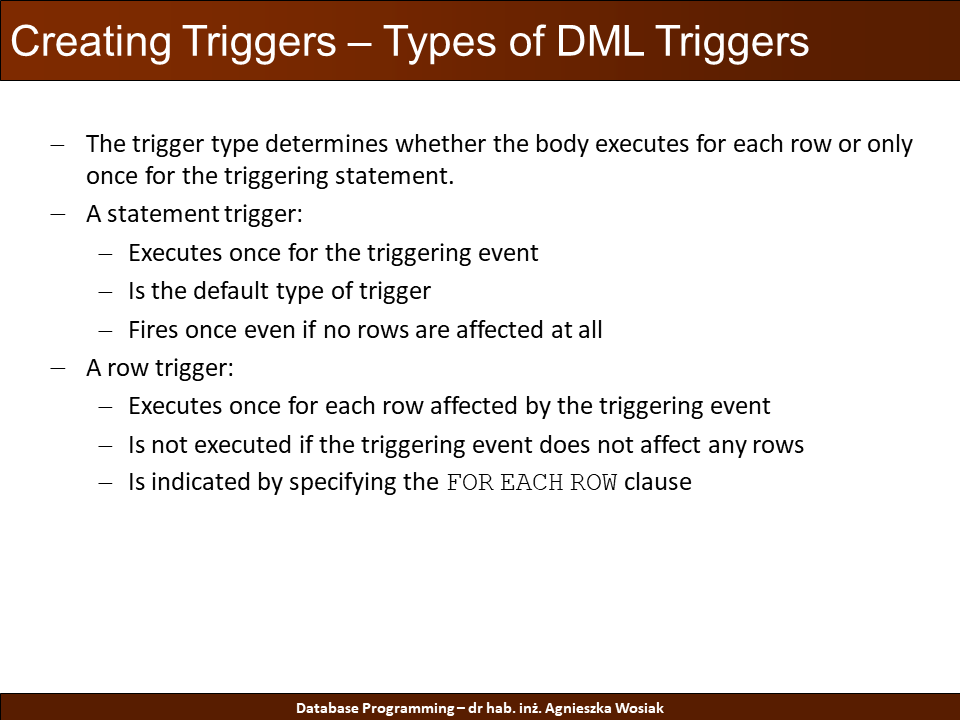 Creating Triggers – Types of DML Triggers
– The trigger type determines whether the body executes for each row or only
once for the triggering statement.
– A statement trigger:
– Executes once for the triggering event
– Is the default type of trigger
– Fires once even if no rows are affected at all
– A row trigger:
– Executes once for each row affected by the triggering event
– Is not executed if the triggering event does not affect any rows
– Is indicated by specifying the FOR EACH ROW clause
Database Programming – dr hab. inż. Agnieszka Wosiak